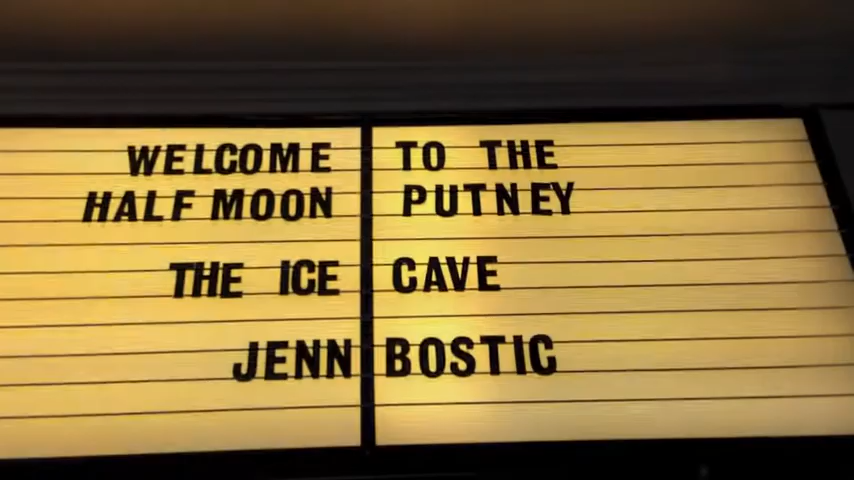 WELCOME TO THE
HALF MOON PUTNEY
THE ICE CAVE
JENN BOSTIC